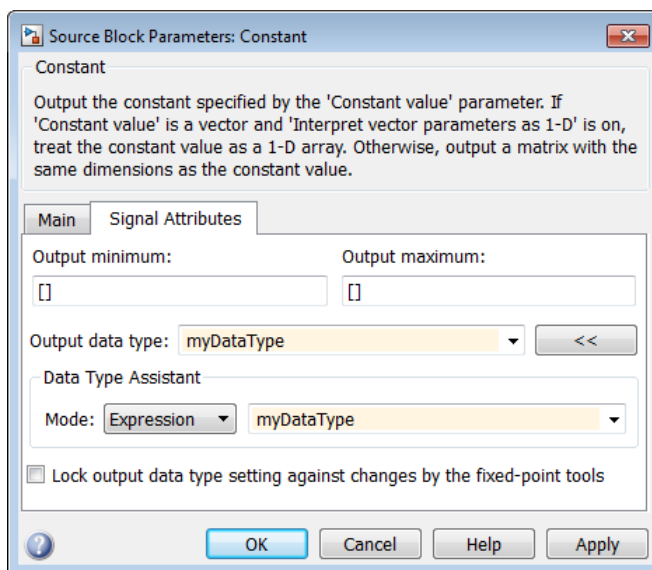 Source Block Parameters: Constant
Constant
Output the constant specified by the 'Constant value' parameter. If
'Constant value' is a vector and 'Interpret vector parameters as 1-D' is on,
treat the constant value as a 1-D array. Otherwise, output a matrix with the
same dimensions as the constant value.
Main Signal Attributes
Output minimum: Output maximum:
[] []
Output data type: myDataType <<
Data Type Assistant
Mode: Expression myDataType
Lock output data type setting against changes by the fixed-point tools
? OK Cancel Help Apply